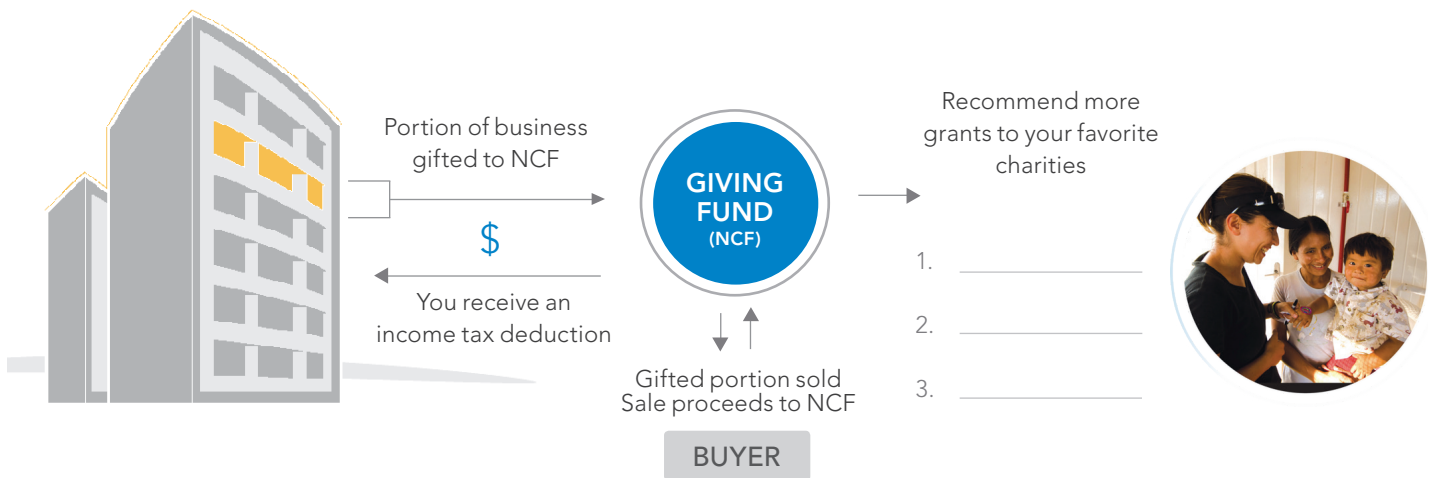 Portion of business
gifted to NCF
$
You receive an
income tax deduction
GIVING
FUND
(NCF)
Gifted portion sold
Sale proceeds to NCF
BUYER
Recommend more
grants to your favorite
charities
1.
2.
3.